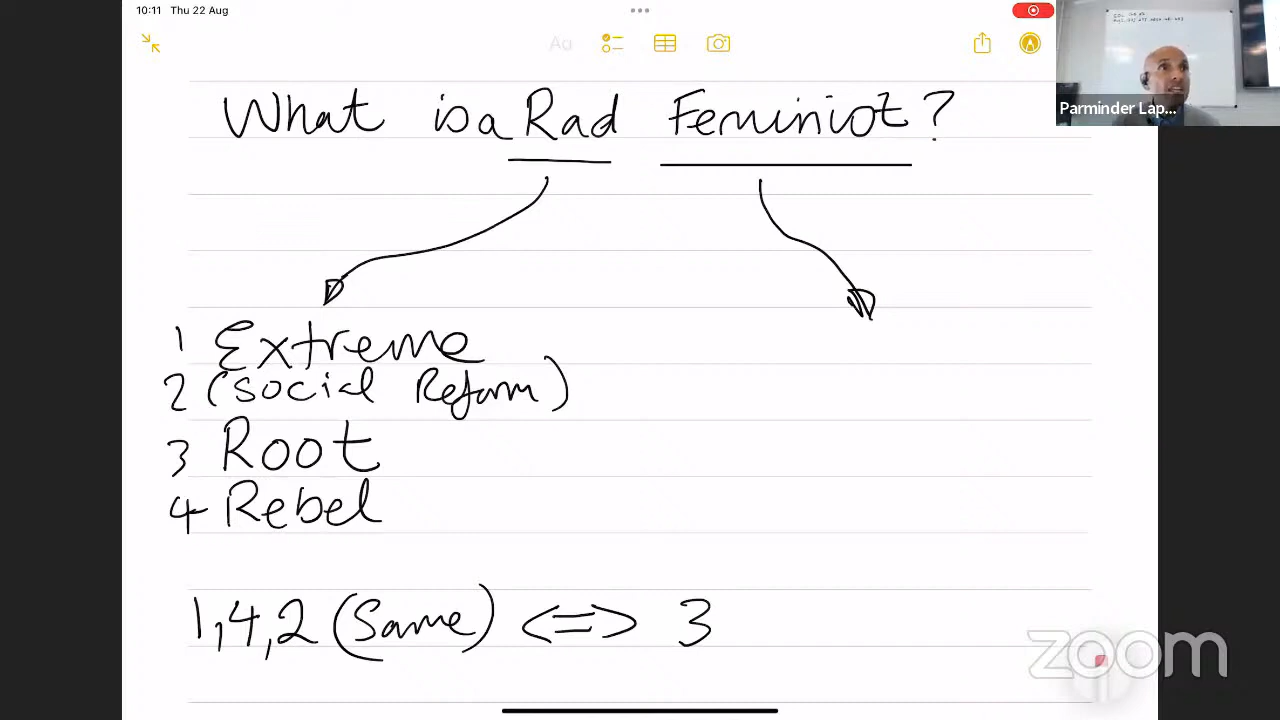 10:11 Thu 22 Aug
Aa
Parminder Lap...
What is a Rad Feminist?
1 Extreme
2 (social Reform)
3 Root
4 Rebel
1,4,2 (Same) <=> 3
zoom